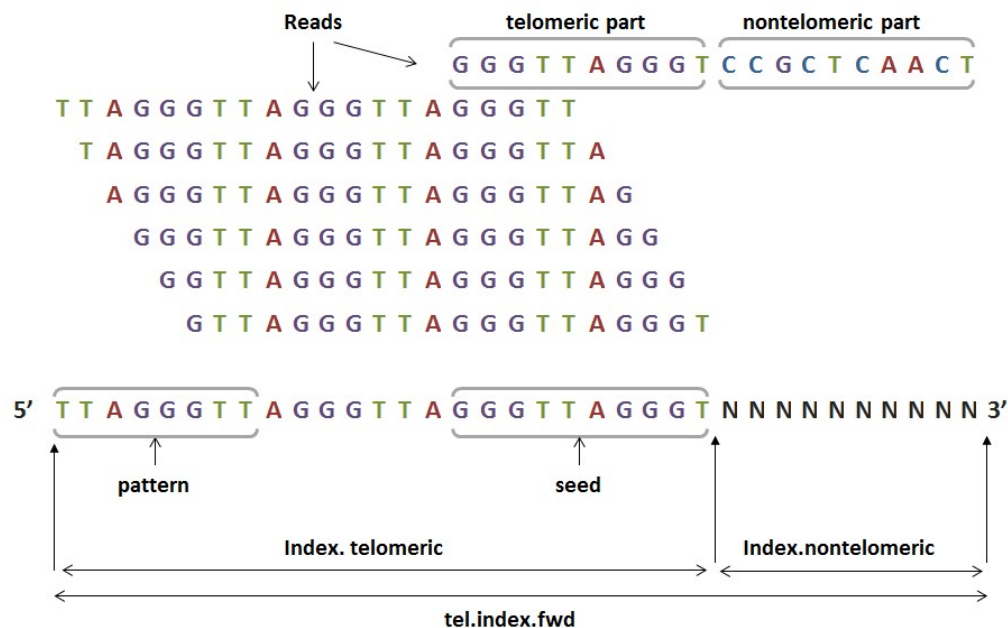 Reads telomeric part nontelomeric part
G G G T T A G G G T C C G C T C A A C T
T T A G G G T T A G G G T T A G G G T T
T A G G G T T A G G G T T A G G G T T A
A G G G T T A G G G T T A G G G T T A G
G G G T T A G G G T T A G G G T T A G G
G G T T A G G G T T A G G G T T A G G G
G T T A G G G T T A G G G T T A G G G T
5’ T T A G G G T T A G G G T T A G G G T T A G G G T N N N N N N N N N N 3’
pattern seed
Index. telomeric Index.nontelomeric
tel.index.fwd